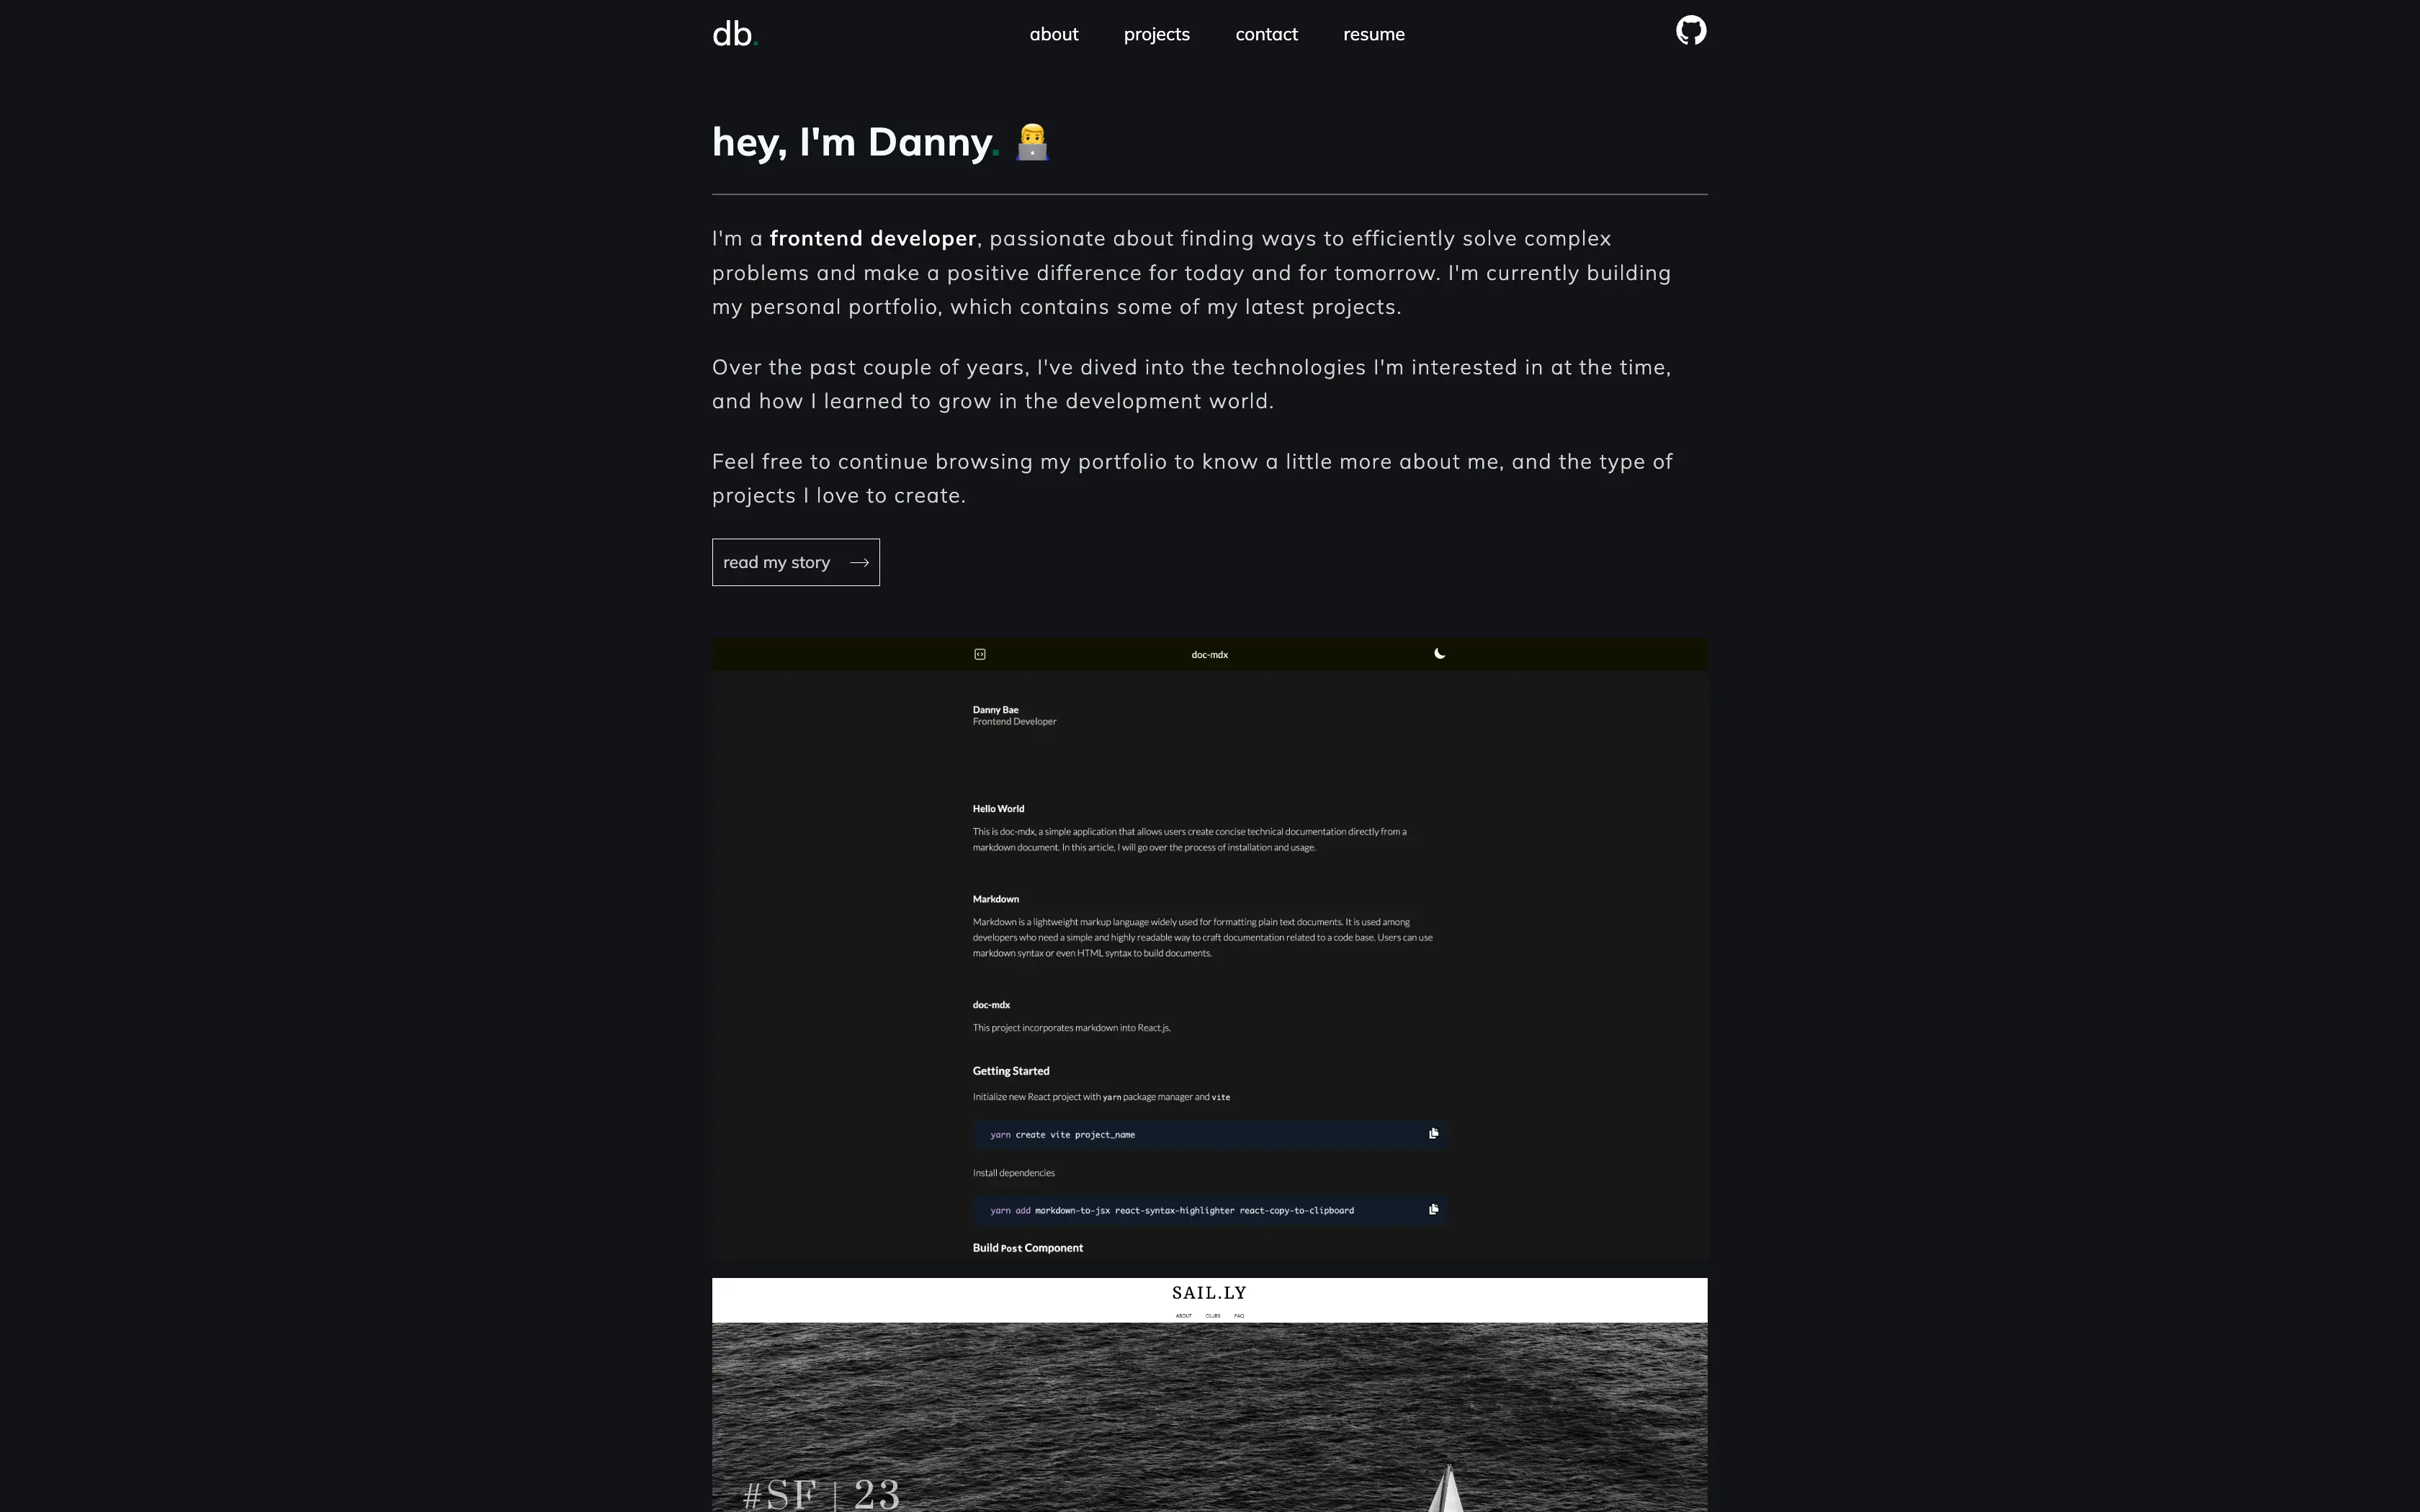 db.
about projects contact resume
hey, I'm Danny.
I'm a frontend developer, passionate about finding ways to efficiently solve complex
problems and make a positive difference for today and for tomorrow. I'm currently building
my personal portfolio, which contains some of my latest projects.
Over the past couple of years, I've dived into the technologies I'm interested in at the time,
and how I learned to grow in the development world.
Feel free to continue browsing my portfolio to know a little more about me, and the type of
projects I love to create.
read my story
doc-mdx
Danny Bae
Frontend Developer
Hello World
This is doc-mdx, a simple application that allows users create concise technical documentation directly from a
markdown document. In this article, I will go over the process of installation and usage.
Markdown
Markdown is a lightweight markup language widely used for formatting plain text documents. It is used among
developers who need a simple and highly readable way to craft documentation related to a code base. Users can use
markdown syntax or even HTML syntax to build documents.
doc-mdx
This project incorporates markdown into React.js.
Getting Started
Initialize new React project with yarn package manager and vite
yarn create vite project_name
Install dependencies
yarn add markdown-to-jsx react-syntax-highlighter react-copy-to-clipboard
Build Post Component
SAIL.LY
ABOUT CLUBS FAQ
#SF | 23